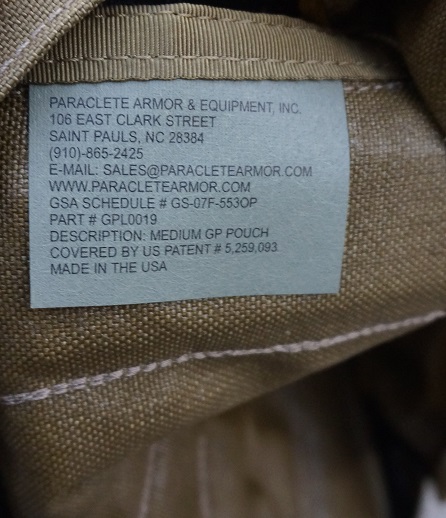 PARACLETE ARMOR & EQUIPMENT, INC.
106 EAST CLARK STREET
SAINT PAULS, NC 28384
(910)-865-2425
E-MAIL: SALES@PARACLETEARMOR.COM
WWW.PARACLETEARMOR.COM
GSA SCHEDULE # GS-07F-553OP
PART # GPL0019
DESCRIPTION: MEDIUM GP POUCH
COVERED BY US PATENT # 5,259,093
MADE IN THE USA